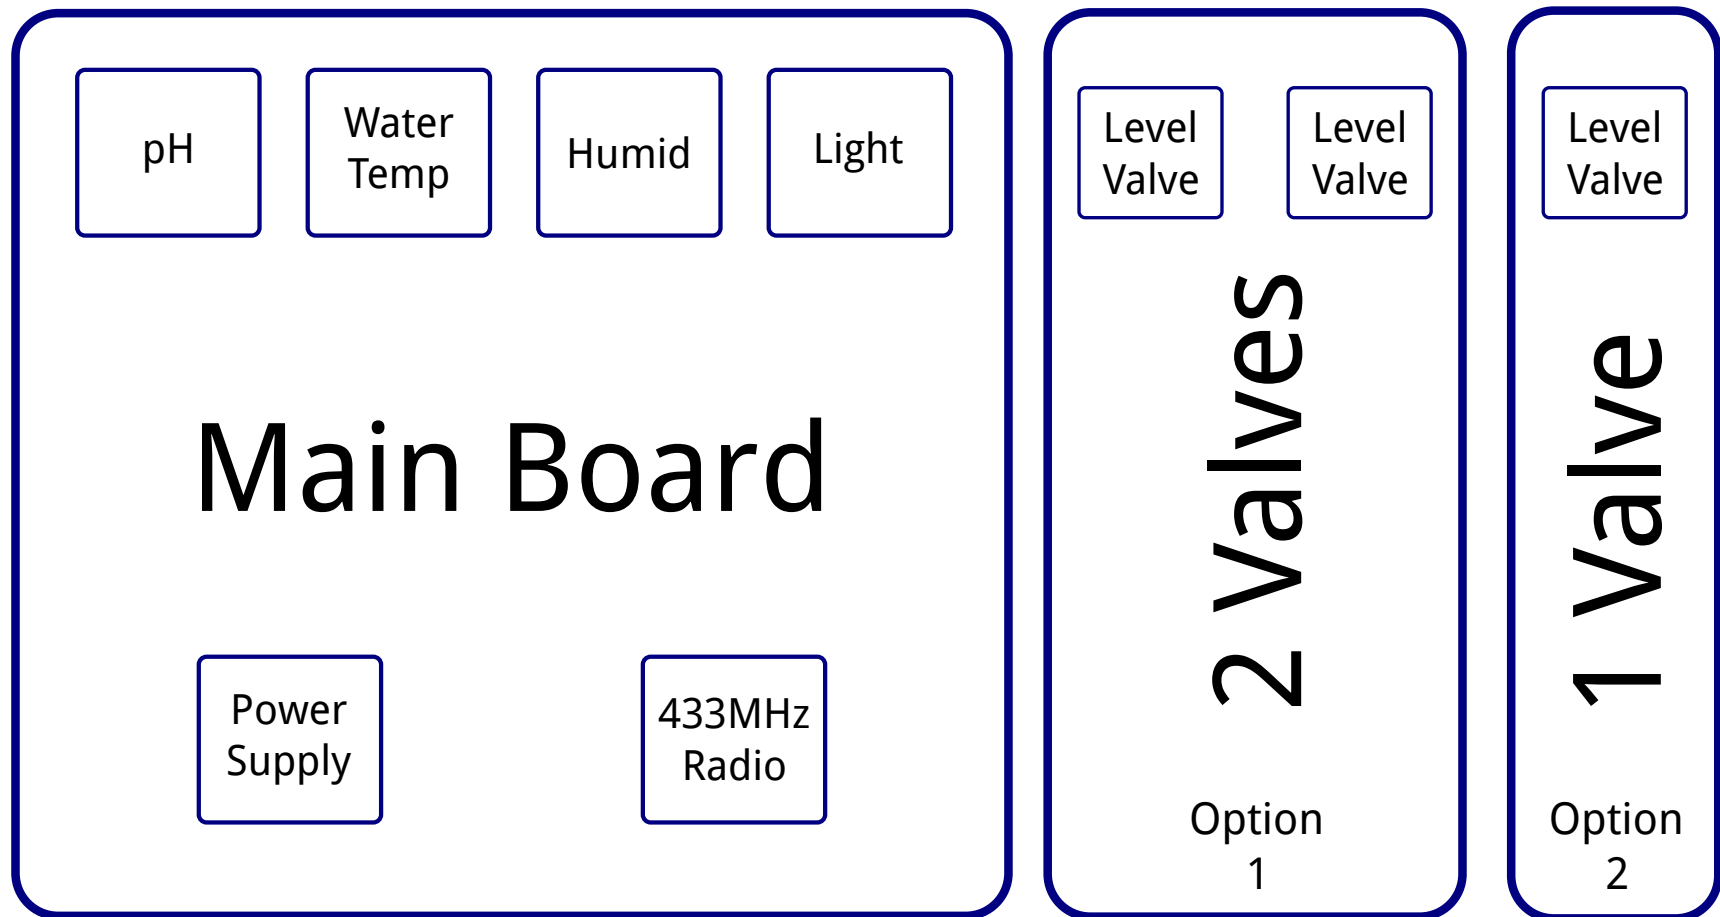 pH
Water
Temp
Humid
Light
Main Board
Power
Supply
433MHz
Radio
Level
Valve
Level
Valve
2 Valves
Option
1
Level
Valve
1 Valve
Option
2